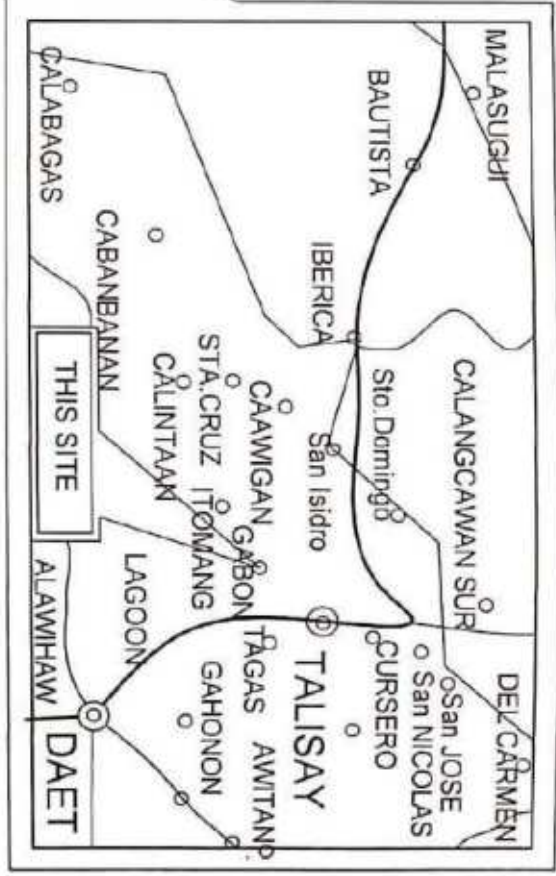 MALASUGUI
CALANGCAWAN SUR
DEL CARMEN
San JOSE
San NICOLAS
BAUTISTA
Sto.Domingo
CURSERO
IBERICA
San Isidro
TALISAY
CAAWIGAN
GABON
TAGAS
AWITAN
STA.CRUZ
ITOMANG
CALINTAAN
GAHONON
LAGOON
CABANBANAN
CALABAGAS
THIS SITE
ALAWIHAW
DAET